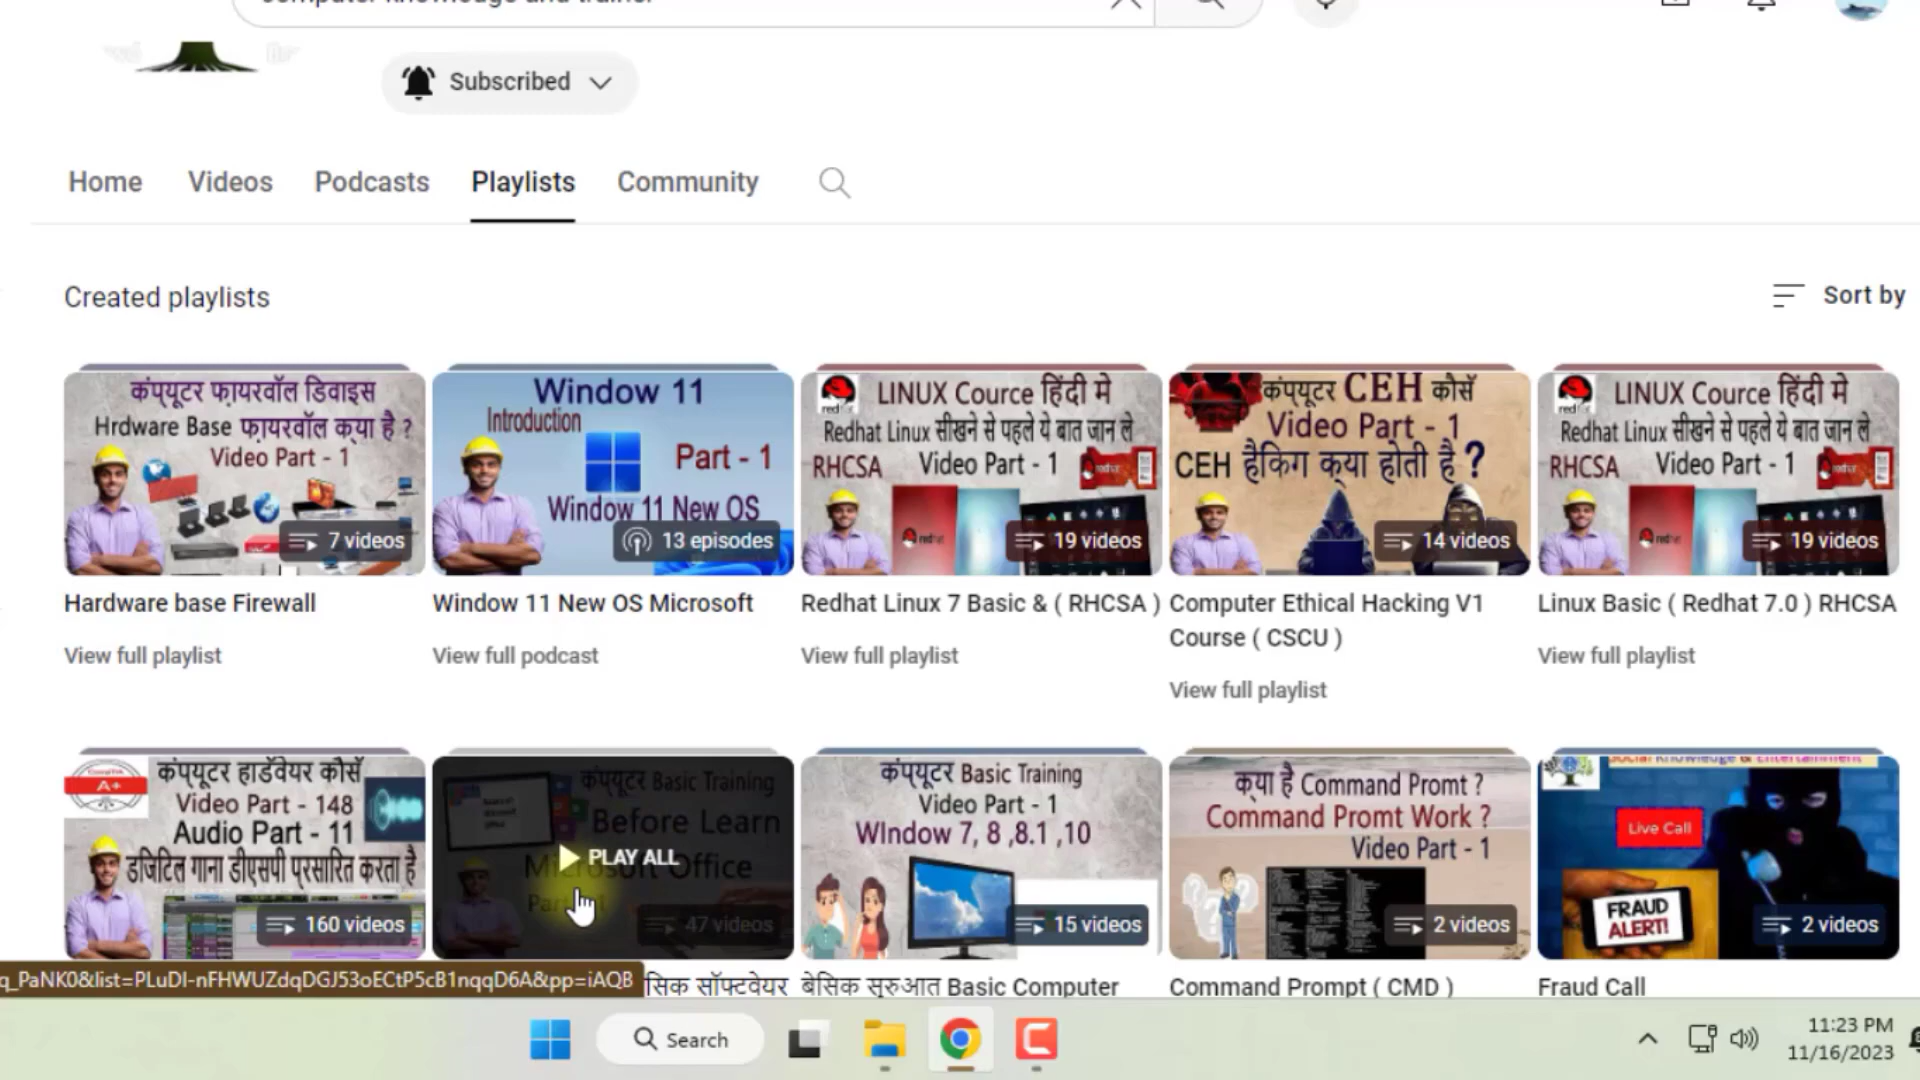 Subscribed
Home Videos Podcasts Playlists Community
Created playlists
Sort by
कंप्यूटर फ़ायरवॉल डिवाइस
Hrdware Base फ़ायरवॉल क्या है ?
Video Part - 1
7 videos
Hardware base Firewall
View full playlist
Window 11
Introduction
Part - 1
Window 11 New OS
13 episodes
Window 11 New OS Microsoft
View full podcast
LINUX Cource हिंदी मे
Redhat Linux सीखने से पहले ये बात जान ले
RHCSA Video Part - 1
19 videos
Redhat Linux 7 Basic & ( RHCSA )
View full playlist
कंप्यूटर CEH कौर्स
Video Part - 1
CEH हैकिग क्या होती है ?
14 videos
Computer Ethical Hacking V1
Course ( CSCU )
View full playlist
LINUX Cource हिंदी मे
Redhat Linux सीखने से पहले ये बात जान ले
RHCSA Video Part - 1
19 videos
Linux Basic ( Redhat 7.0 ) RHCSA
View full playlist
A+
कंप्यूटर हार्डवेयर कौर्स
Video Part - 148
Audio Part - 11
डजिटिल गाना डीएसपी प्रसारित करता है
160 videos
कंप्यूटर Basic Training
Before Learn
Microsoft Office
PLAY ALL
47 videos
कंप्यूटर Basic Training
Video Part - 1
WIndow 7, 8 ,8.1 ,10
15 videos
क्या है Command Promt ?
Command Promt Work ?
Video Part - 1
2 videos
Live Call
FRAUD
ALERT!
2 videos
q_PaNK0&list=PLuDI-nFHWUZdqDGJ53oECtP5cB1nqqD6A&pp=iAQB
सिक सॉफ्टवेयर
बेसिक सुरुआत Basic Computer
Command Prompt ( CMD )
Fraud Call
Search
11:23 PM
11/16/2023